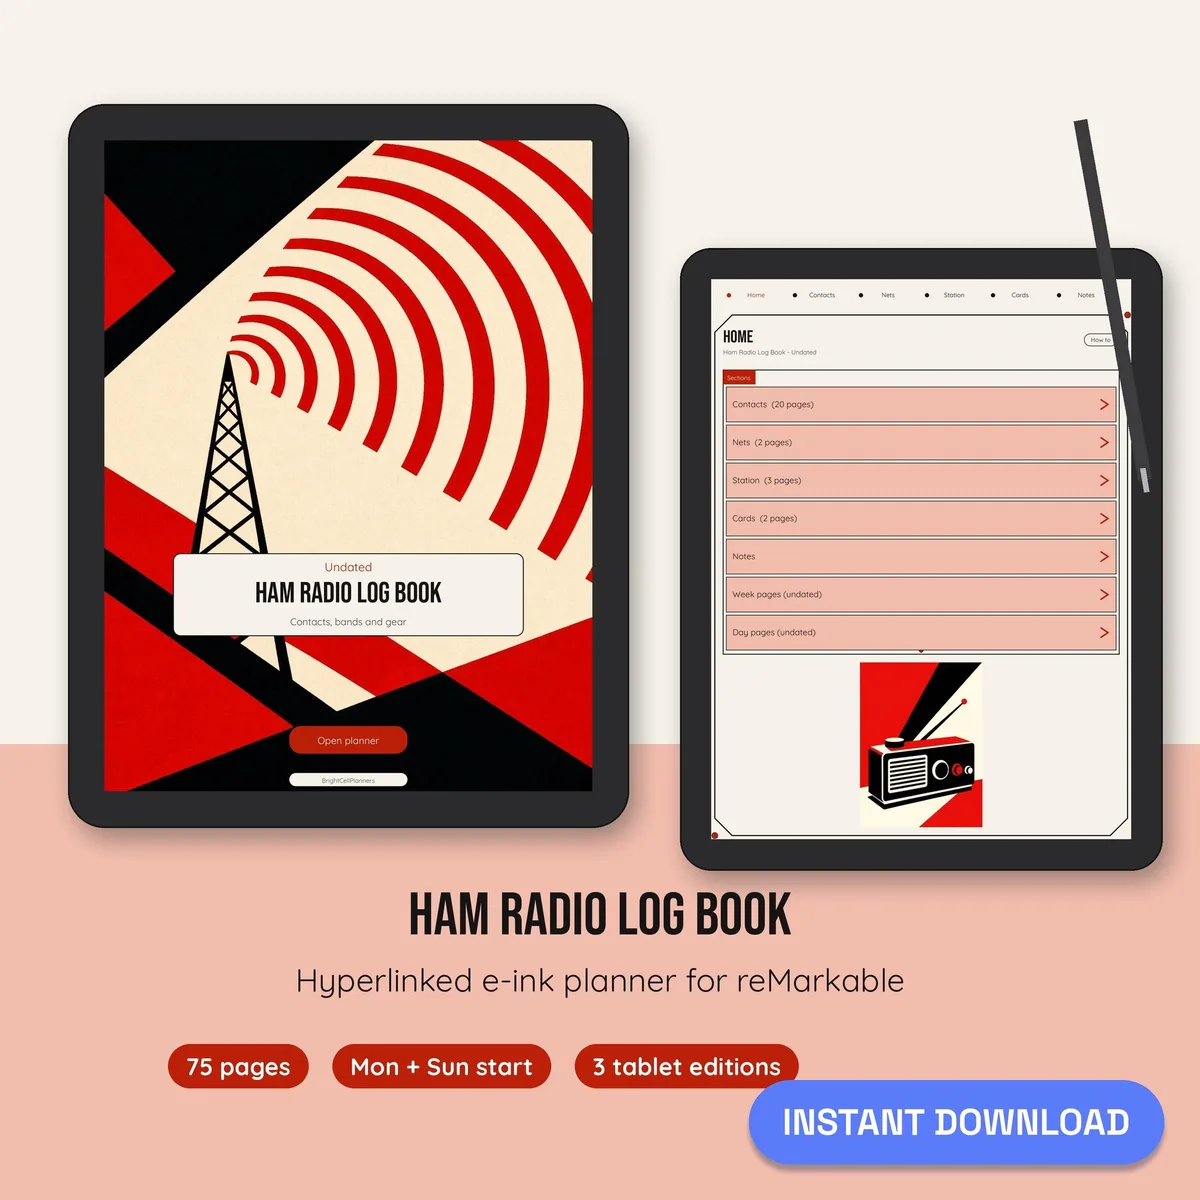 Undated
HAM RADIO LOG BOOK
Contacts, bands and gear
Open planner
BrightCellPlanners
Home
Contacts
Nets
Station
Cards
Notes
HOME
Ham Radio Log Book - Undated
How to
Sections
Contacts (20 pages)
Nets (2 pages)
Station (3 pages)
Cards (2 pages)
Notes
Week pages (undated)
Day pages (undated)
HAM RADIO LOG BOOK
Hyperlinked e-ink planner for reMarkable
75 pages
Mon + Sun start
3 tablet editions
INSTANT DOWNLOAD